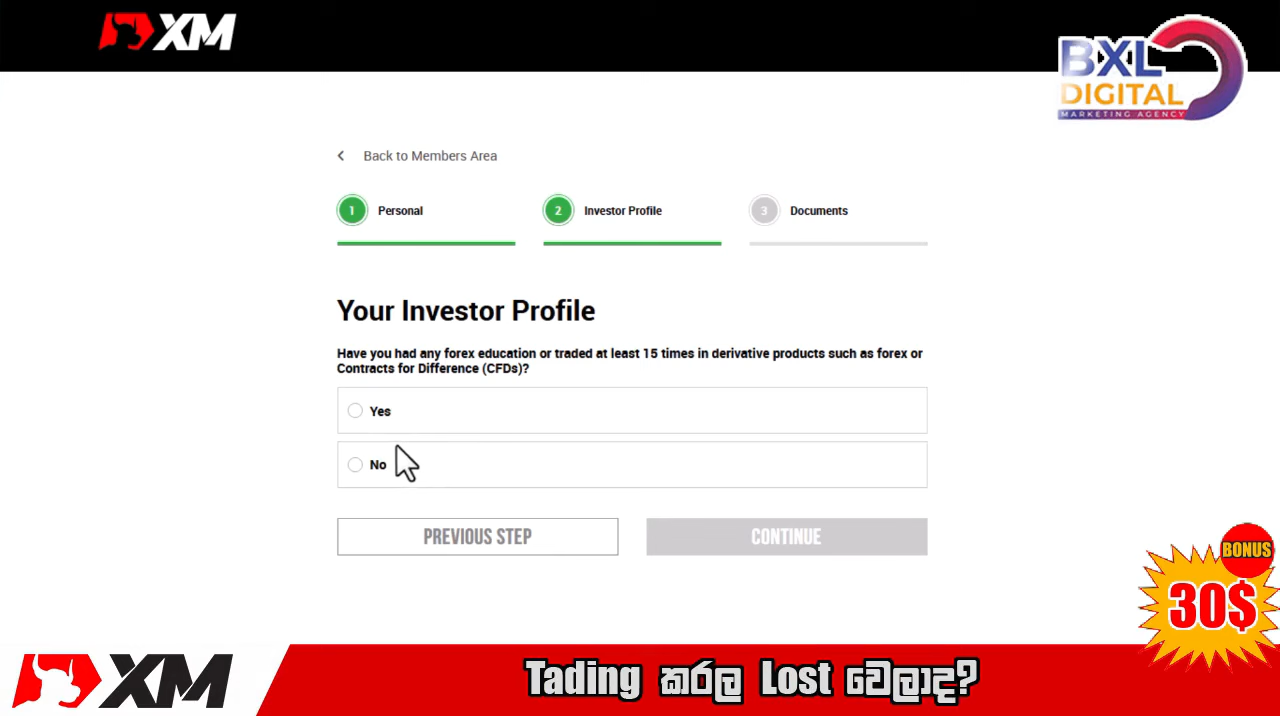 XM
BXL
DIGITAL
MARKETING AGENCY
Back to Members Area
1 Personal
2 Investor Profile
3 Documents
Your Investor Profile
Have you had any forex education or traded at least 15 times in derivative products such as forex or
Contracts for Difference (CFDs)?
Yes
No
PREVIOUS STEP
CONTINUE
BONUS
30$
XM
Tading කරල Lost වෙලාද?